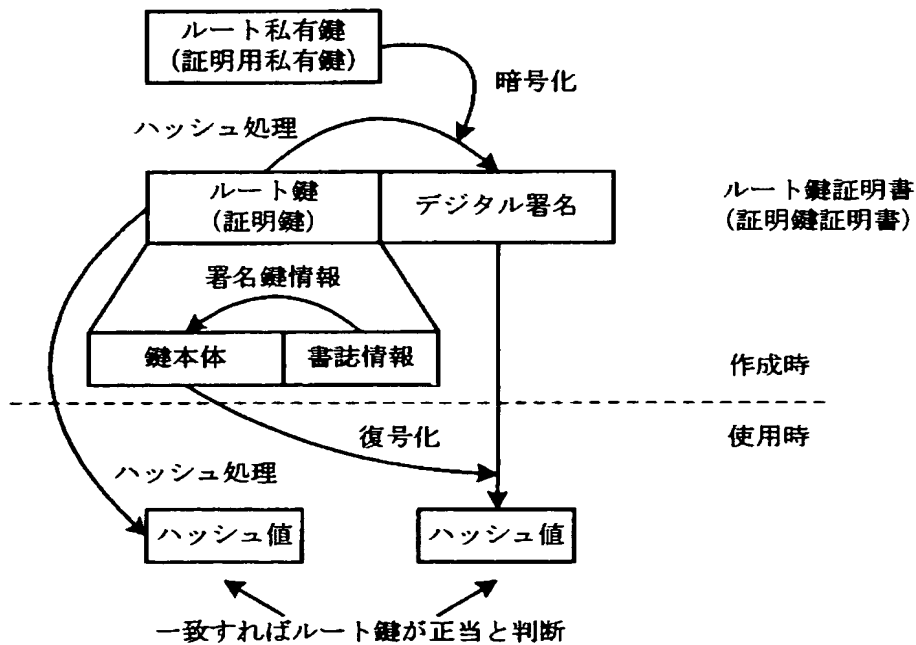 ルート私有鍵
(証明用私有鍵)
暗号化
ハッシュ処理
ルート鍵
(証明鍵)
デジタル署名
ルート鍵証明書
(証明鍵証明書)
署名鍵情報
鍵本体
書誌情報
作成時
復号化
使用時
ハッシュ処理
ハッシュ値
ハッシュ値
一致すればルート鍵が正当と判断